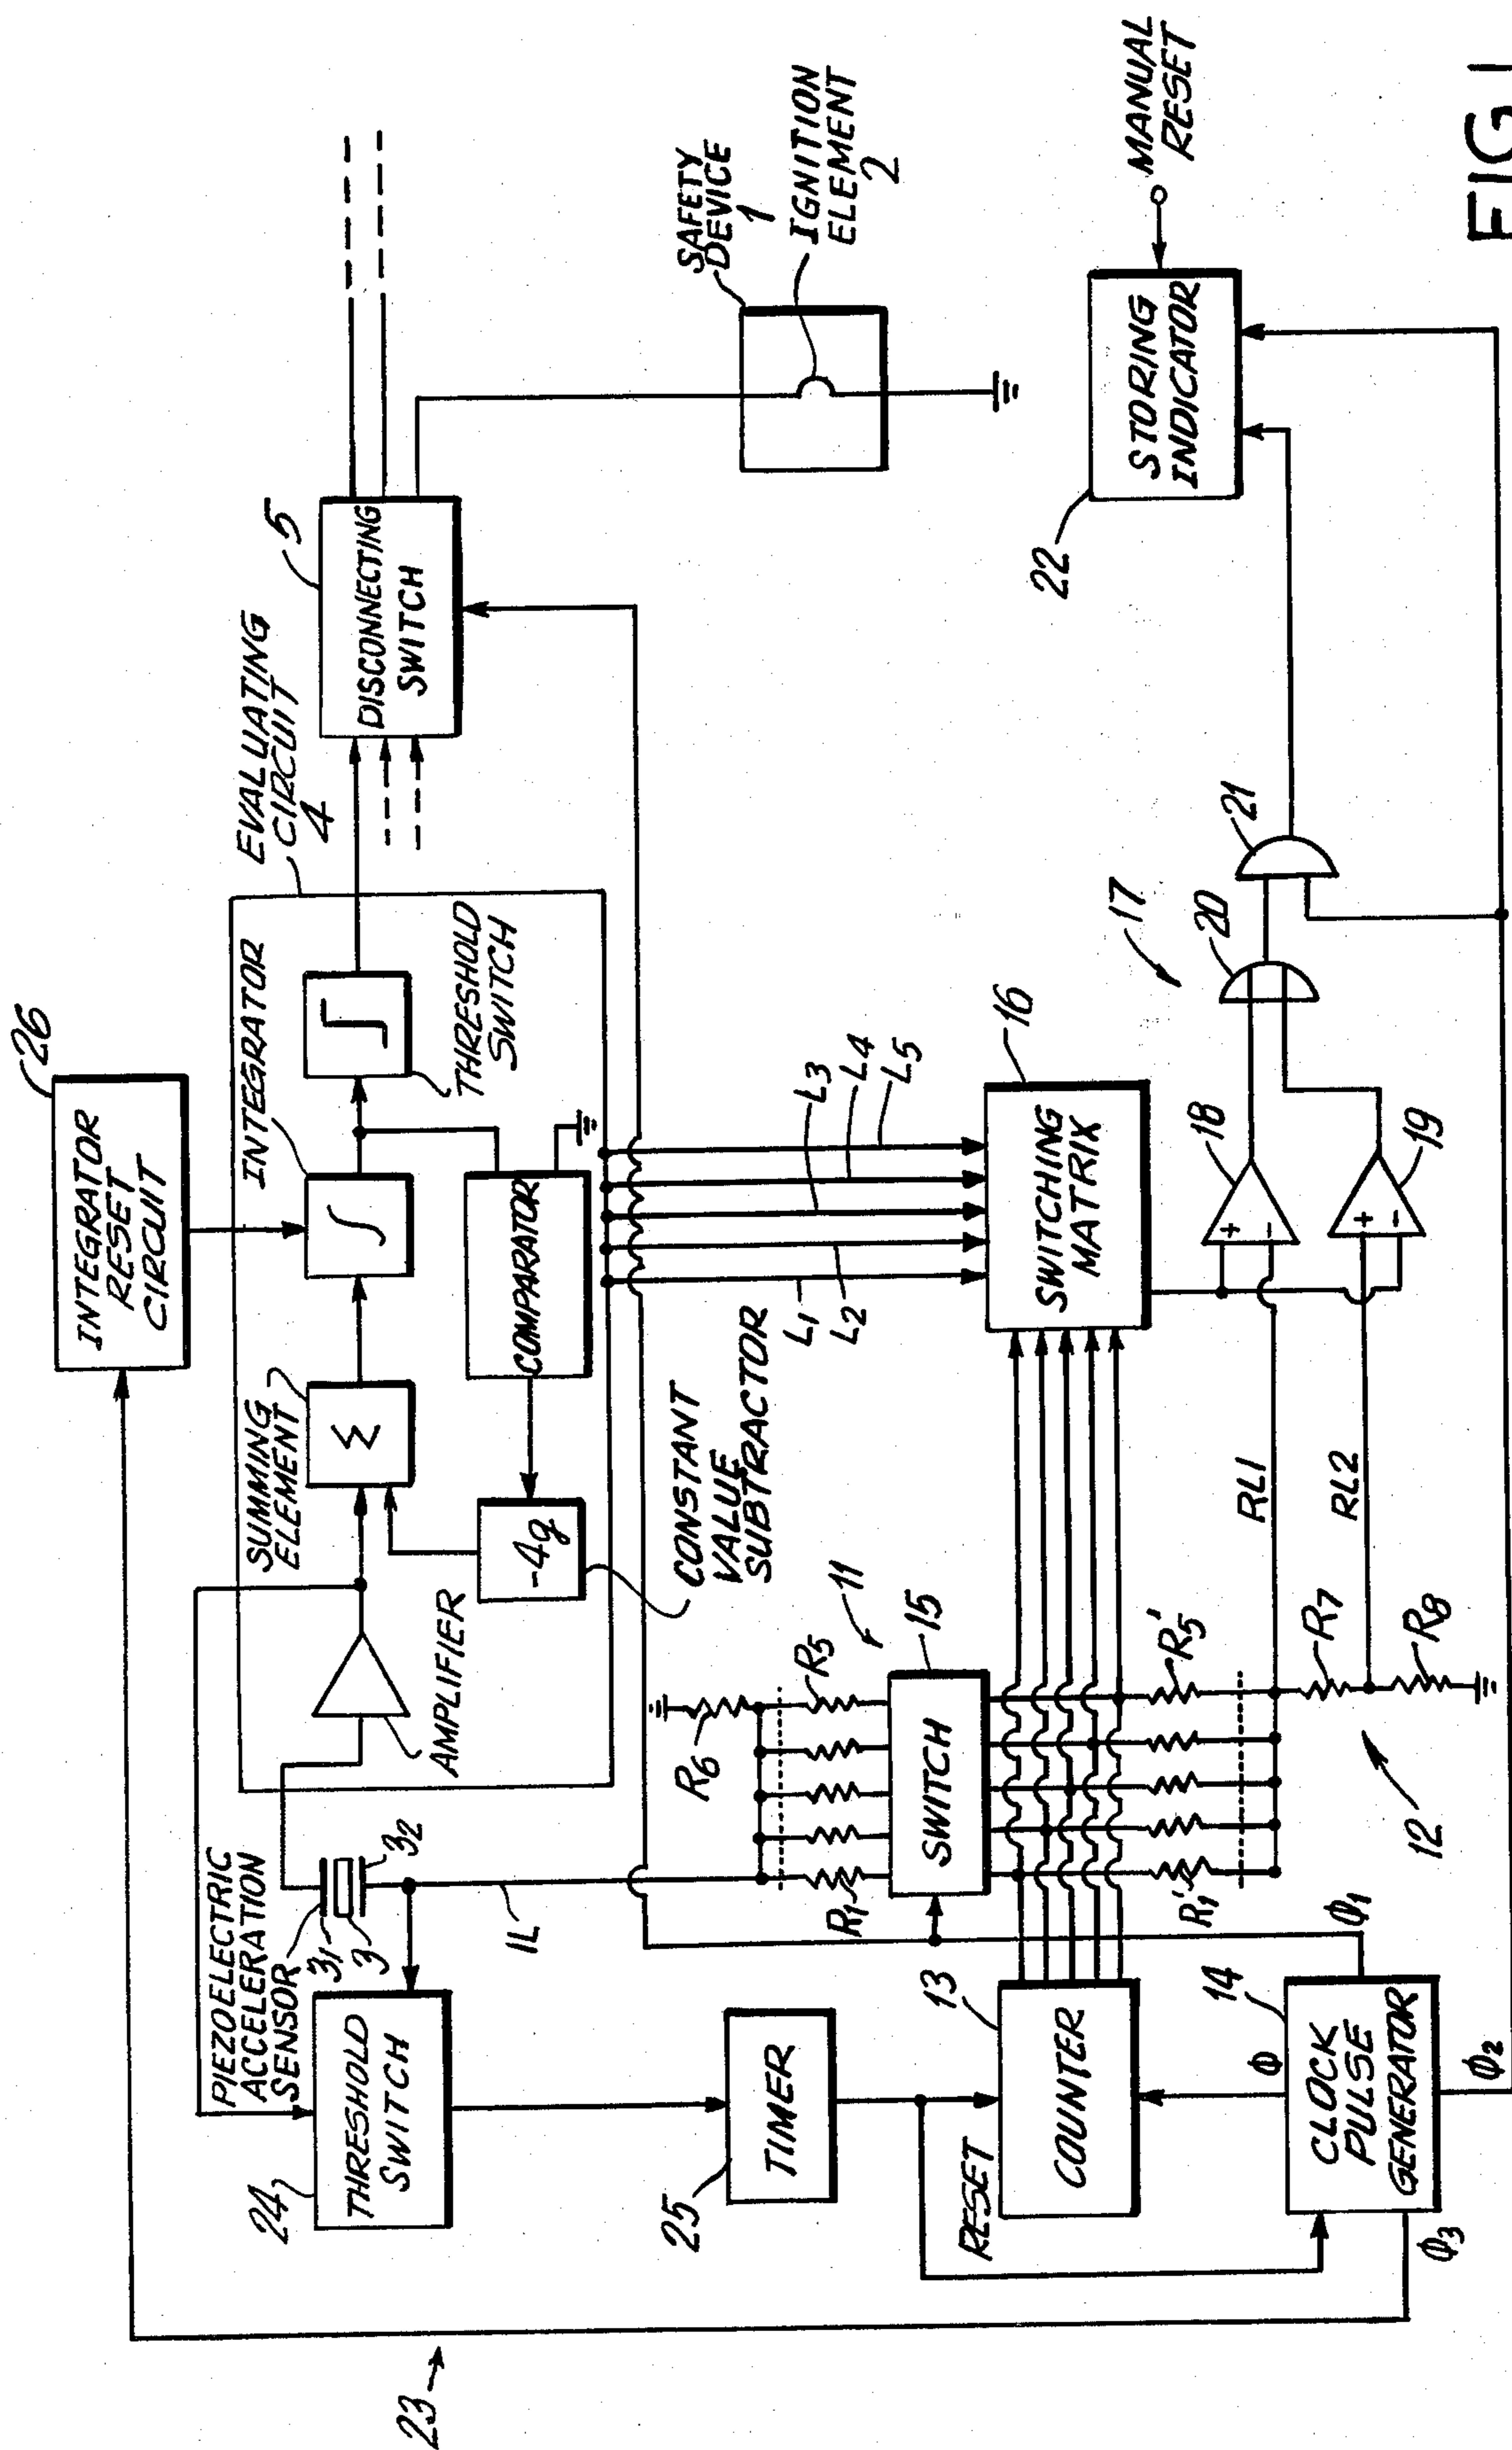 23
INTEGRATOR
RESET
CIRCUIT
26
PIEZOELECTRIC
ACCELERATION
SENSOR
31
3
32
AMPLIFIER
SUMMING
ELEMENT
Σ
∫
INTEGRATOR
THRESHOLD
SWITCH
COMPARATOR
-4g
CONSTANT
VALUE
SUBTRACTOR
EVALUATING
CIRCUIT
4
5
DISCONNECTING
SWITCH
SAFETY
DEVICE
1
IGNITION
ELEMENT
2
24
THRESHOLD
SWITCH
1L
25
TIMER
RESET
13
COUNTER
14
CLOCK
PULSE
GENERATOR
Φ
Φ1
Φ2
Φ3
11
R6
R1
R5
15
SWITCH
R1'
R5'
R7
R8
12
RL1
RL2
L1
L2
L3
L4
L5
16
SWITCHING
MATRIX
17
18
+
-
19
+
-
20
21
22
STORING
INDICATOR
MANUAL
RESET
FIG.1